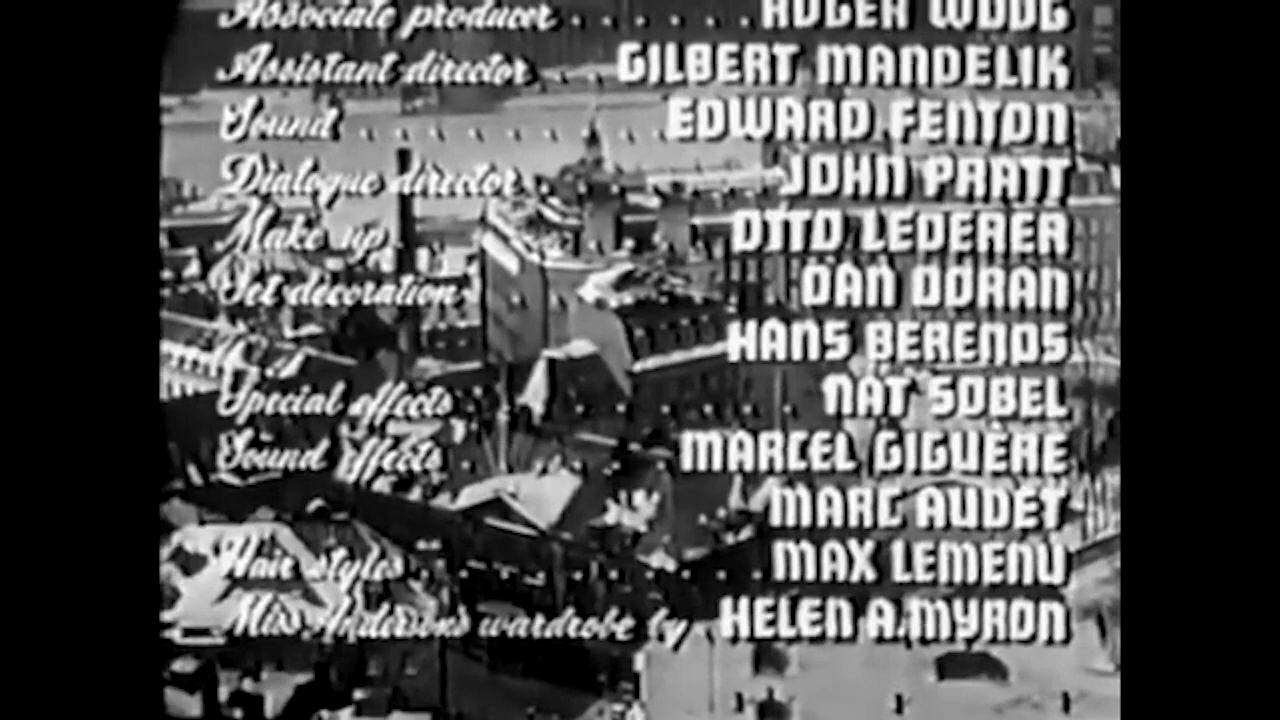 Associate producer . . . . . . ROGER WOOG
Assistant director . . . GILBERT MANDELIK
Sound . . . . . . . . . . EDWARD FENTON
Dialogue director . . . JOHN PRATT
Make up OTTO LEDERER
Set decoration DAN DORAN
HANS BERENDS
Special effects NAT SOBEL
Sound effects MARCEL GIGUÈRE
MARC AUDET
Hair styles . . . . . . . MAX LEMENU
Miss Anderson's wardrobe by HELEN A. MYRON